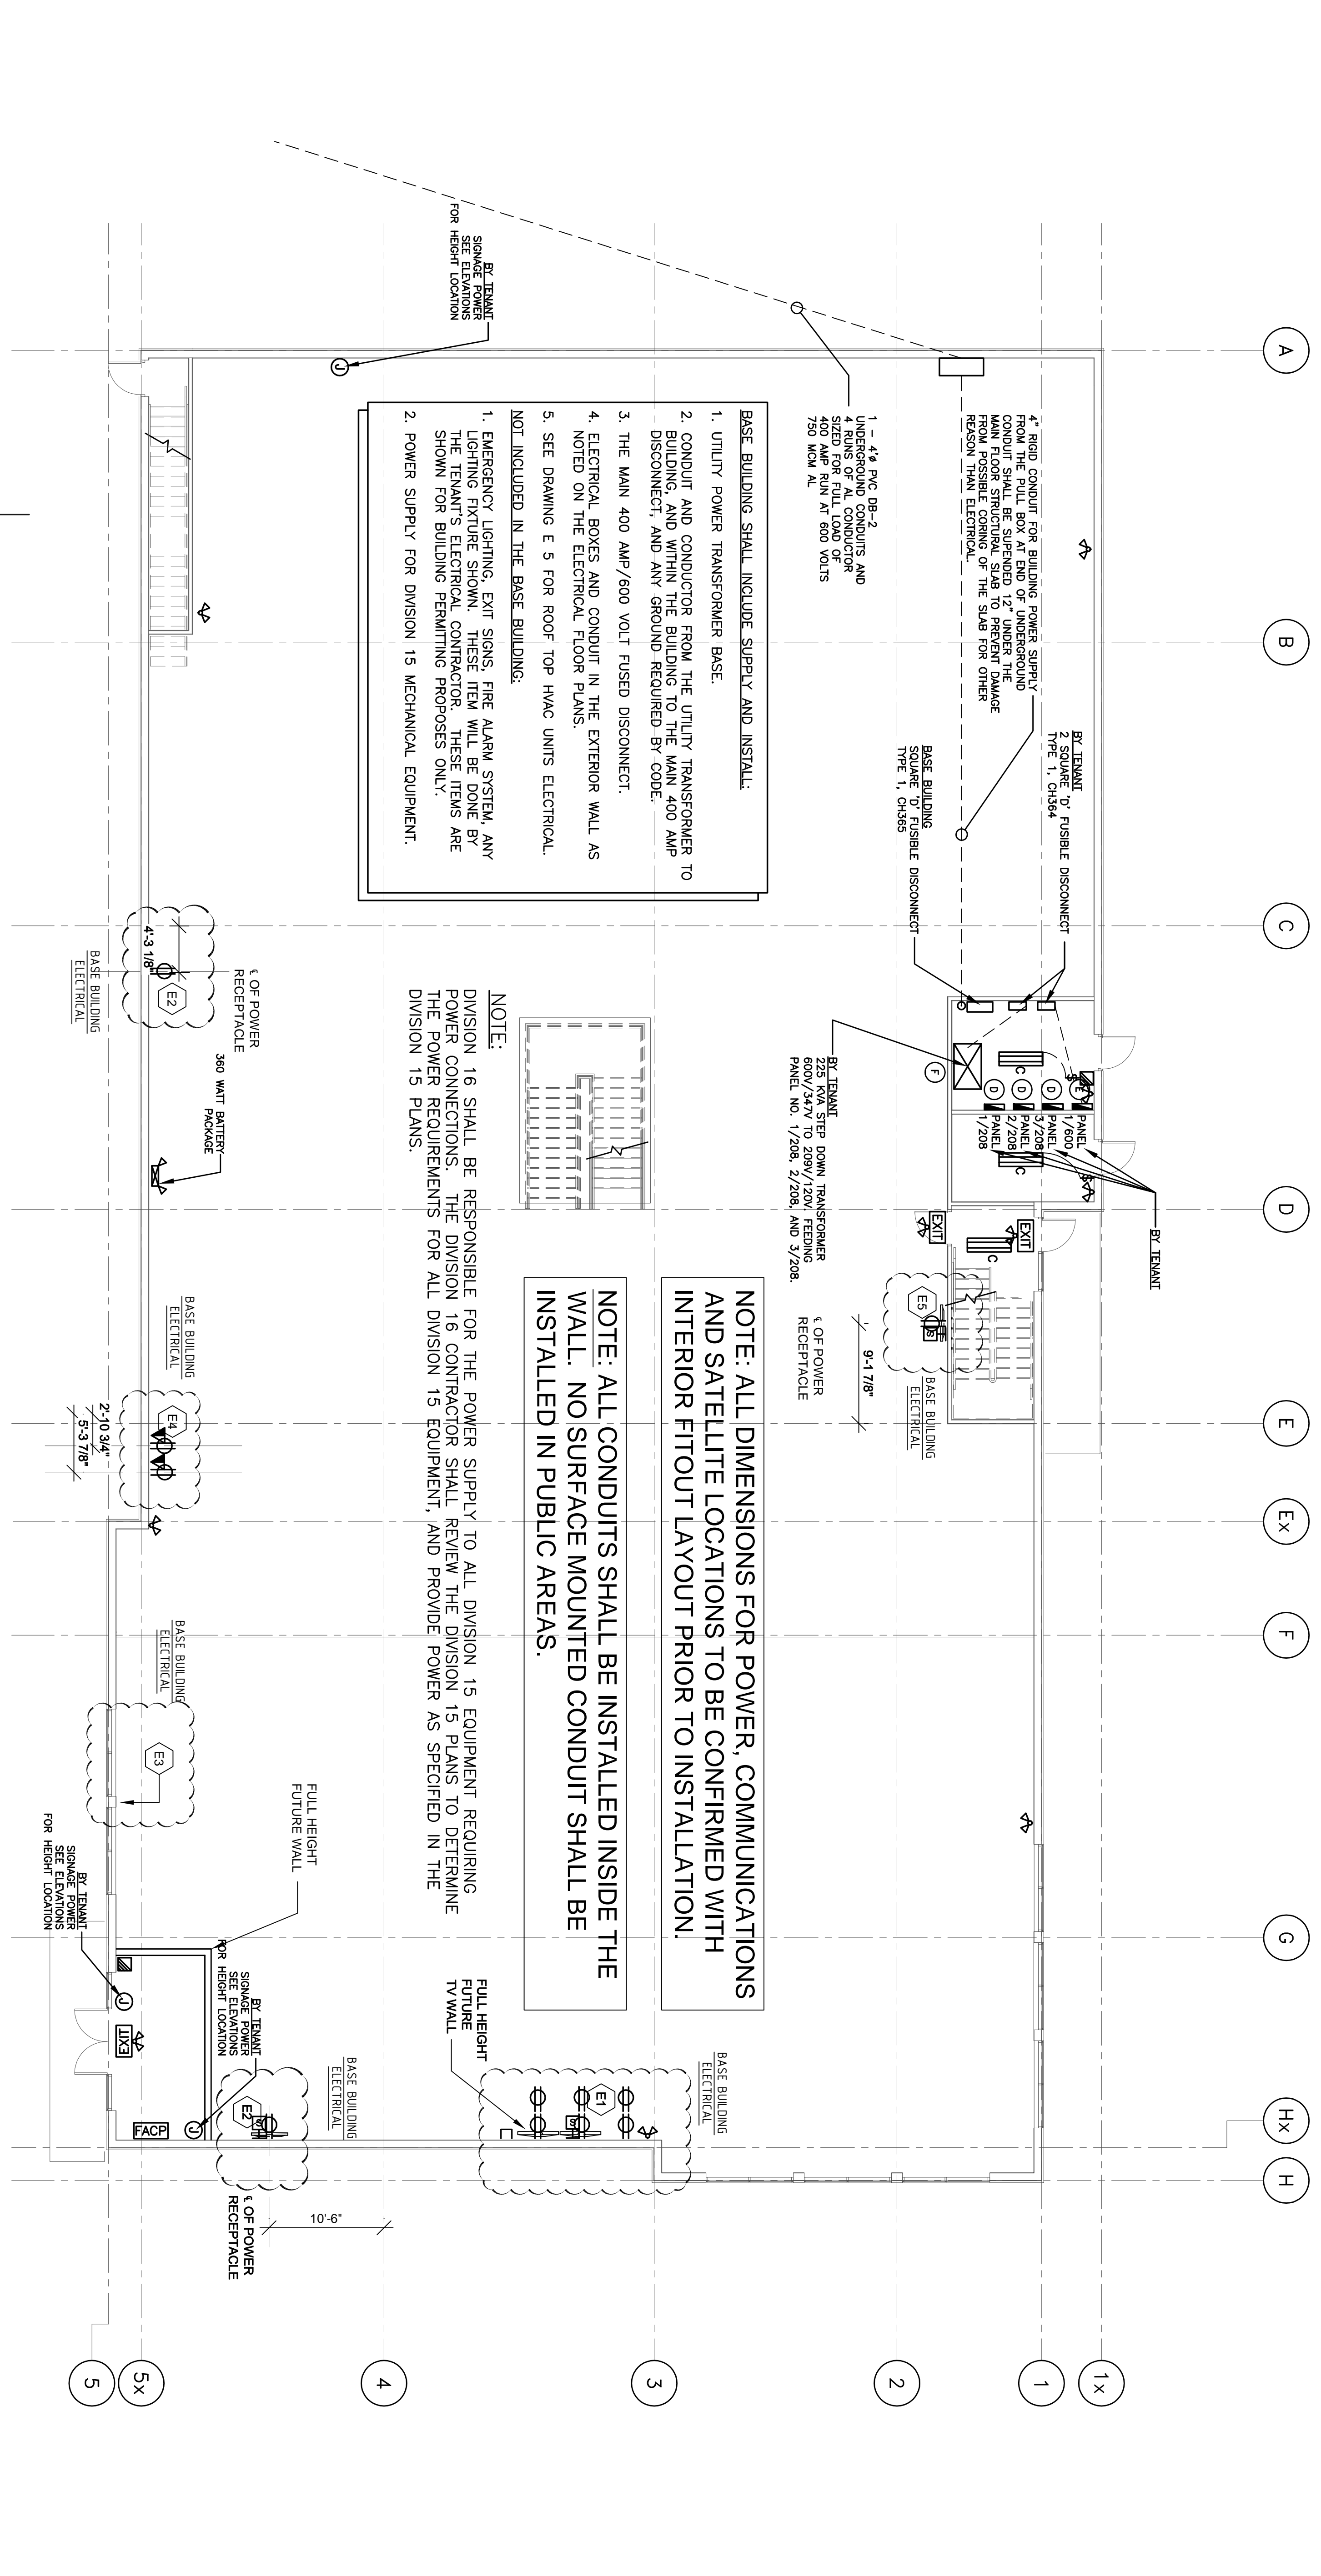 A
B
C
D
E
Ex
F
G
Hx
H
4" RIGID CONDUIT FOR BUILDING POWER SUPPLY
FROM THE PULL BOX AT END OF UNDERGROUND
CONDUIT SHALL BE SUPENDED 12" UNDER THE
MAIN FLOOR STRUCTURAL SLAB TO PREVENT DAMAGE
FROM POSSIBLE CORING OF THE SLAB FOR OTHER
REASON THAN ELECTRICAL.
BY TENANT
2 SQUARE 'D' FUSIBLE DISCONNECT
TYPE 1, CH364
BASE BUILDING
SQUARE 'D' FUSIBLE DISCONNECT
TYPE 1, CH365
1 - 4"ø PVC DB-2
UNDERGROUND CONDUITS AND
4 RUNS OF AL CONDUCTOR
SIZED FOR FULL LOAD OF
400 AMP RUN AT 600 VOLTS
750 MCM AL
C
$
E
D
D
D
F
PANEL
1/600
PANEL
3/208
PANEL
2/208
PANEL
1/208
C
$
BY TENANT
EXIT
EXIT
C
BY TENANT
225 KVA STEP DOWN TRANSFORMER
600V/347V TO 209V/120V. FEEDING
PANEL NO. 1/208, 2/208, AND 3/208.
E5
S
BASE BUILDING
ELECTRICAL
9'-1 7/8"
℄ OF POWER
RECEPTACLE
BASE BUILDING SHALL INCLUDE SUPPLY AND INSTALL:
1. UTILITY POWER TRANSFORMER BASE.
2. CONDUIT AND CONDUCTOR FROM THE UTILITY TRANSFORMER TO
BUILDING, AND WITHIN THE BUILDING TO THE MAIN 400 AMP
DISCONNECT, AND ANY GROUND REQUIRED BY CODE.
3. THE MAIN 400 AMP/600 VOLT FUSED DISCONNECT.
4. ELECTRICAL BOXES AND CONDUIT IN THE EXTERIOR WALL AS
NOTED ON THE ELECTRICAL FLOOR PLANS.
5. SEE DRAWING E 5 FOR ROOF TOP HVAC UNITS ELECTRICAL.
NOT INCLUDED IN THE BASE BUILDING:
1. EMERGENCY LIGHTING, EXIT SIGNS, FIRE ALARM SYSTEM, ANY
LIGHTING FIXTURE SHOWN. THESE ITEM WILL BE DONE BY
THE TENANT'S ELECTRICAL CONTRACTOR. THESE ITEMS ARE
SHOWN FOR BUILDING PERMITTING PROPOSES ONLY.
2. POWER SUPPLY FOR DIVISION 15 MECHANICAL EQUIPMENT.
NOTE: ALL DIMENSIONS FOR POWER, COMMUNICATIONS
AND SATELLITE LOCATIONS TO BE CONFIRMED WITH
INTERIOR FITOUT LAYOUT PRIOR TO INSTALLATION.
NOTE: ALL CONDUITS SHALL BE INSTALLED INSIDE THE
WALL. NO SURFACE MOUNTED CONDUIT SHALL BE
INSTALLED IN PUBLIC AREAS.
NOTE:
DIVISION 16 SHALL BE RESPONSIBLE FOR THE POWER SUPPLY TO ALL DIVISION 15 EQUIPMENT REQUIRING
POWER CONNECTIONS. THE DIVISION 16 CONTRACTOR SHALL REVIEW THE DIVISION 15 PLANS TO DETERMINE
THE POWER REQUIREMENTS FOR ALL DIVISION 15 EQUIPMENT, AND PROVIDE POWER AS SPECIFIED IN THE
DIVISION 15 PLANS.
BY TENANT
SIGNAGE POWER
SEE ELEVATIONS
FOR HEIGHT LOCATION
J
℄ OF POWER
RECEPTACLE
E2
4'-3 1/8"
BASE BUILDING
ELECTRICAL
360 WATT BATTERY
PACKAGE
BASE BUILDING
ELECTRICAL
E4
2'-10 3/4"
5'-3 7/8"
BASE BUILDING
ELECTRICAL
E3
FULL HEIGHT
FUTURE WALL
BY TENANT
SIGNAGE POWER
SEE ELEVATIONS
FOR HEIGHT LOCATION
J
EXIT
FACP
BY TENANT
SIGNAGE POWER
SEE ELEVATIONS
FOR HEIGHT LOCATION
J
E2
S
BASE BUILDING
ELECTRICAL
℄ OF POWER
RECEPTACLE
10'-6"
FULL HEIGHT
FUTURE
TV WALL
E1
S
BASE BUILDING
ELECTRICAL
1x
1
2
3
4
5x
5